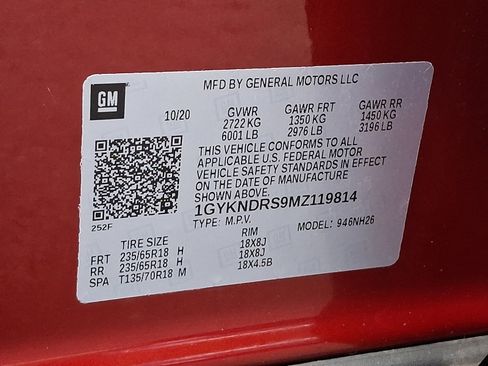 GM
MFD BY GENERAL MOTORS LLC
10/20 GVWR GAWR FRT GAWR RR
2722 KG 1350 KG 1450 KG
6001 LB 2976 LB 3196 LB
THIS VEHICLE CONFORMS TO ALL
APPLICABLE U.S. FEDERAL MOTOR
VEHICLE SAFETY STANDARDS IN EFFECT
ON THE DATE OF MANUFACTURE SHOWN
ABOVE.
1GYKNDRS9MZ119814
TYPE: M.P.V. MODEL: 946NH26
252F
TIRE SIZE RIM
FRT 235/65R18 H 18X8J
RR 235/65R18 H 18X8J
SPA T135/70R18 M 18X4.5B